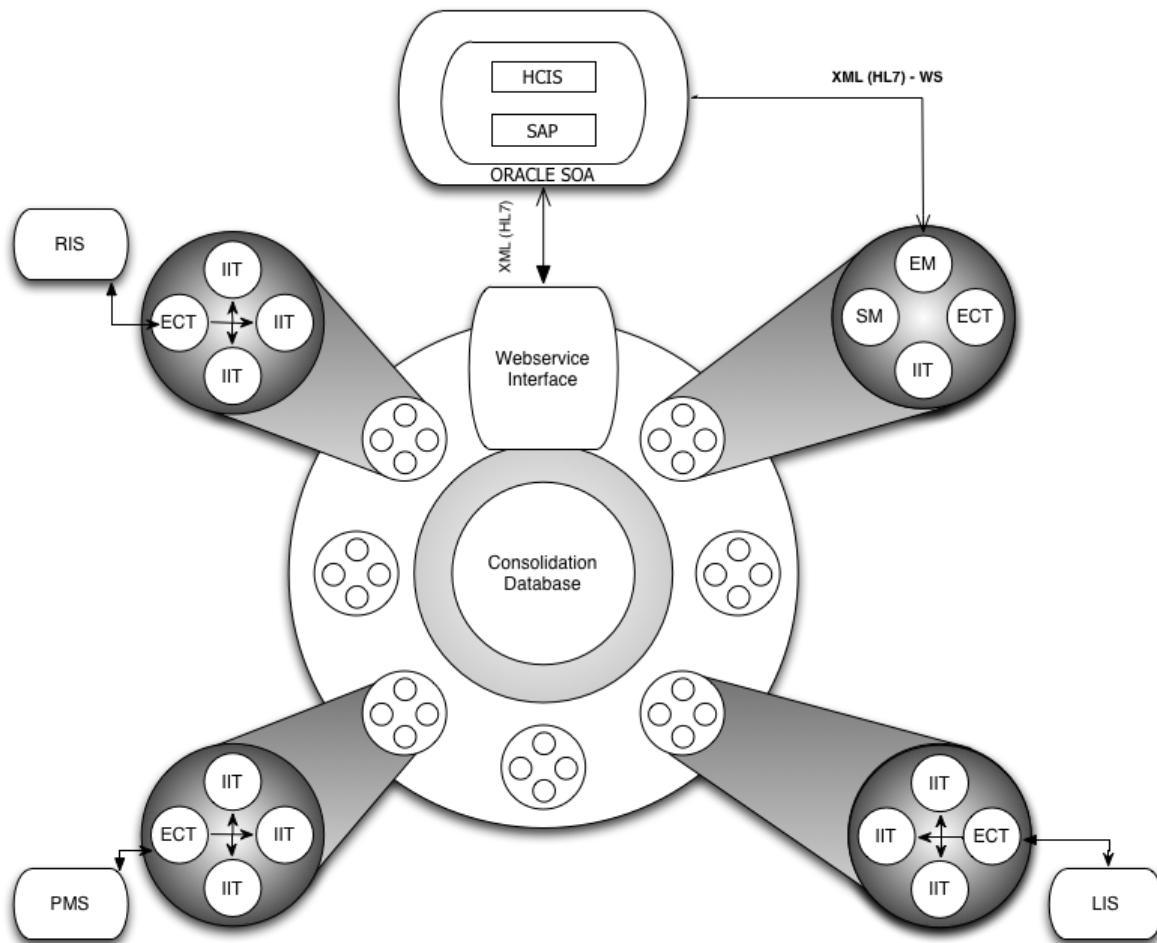 HCIS
SAP
ORACLE SOA
XML (HL7) - WS
XML (HL7)
RIS
IIT
ECT
IIT
IIT
EM
SM
ECT
IIT
Webservice
Interface
Consolidation
Database
IIT
ECT
IIT
IIT
PMS
IIT
IIT
ECT
IIT
LIS